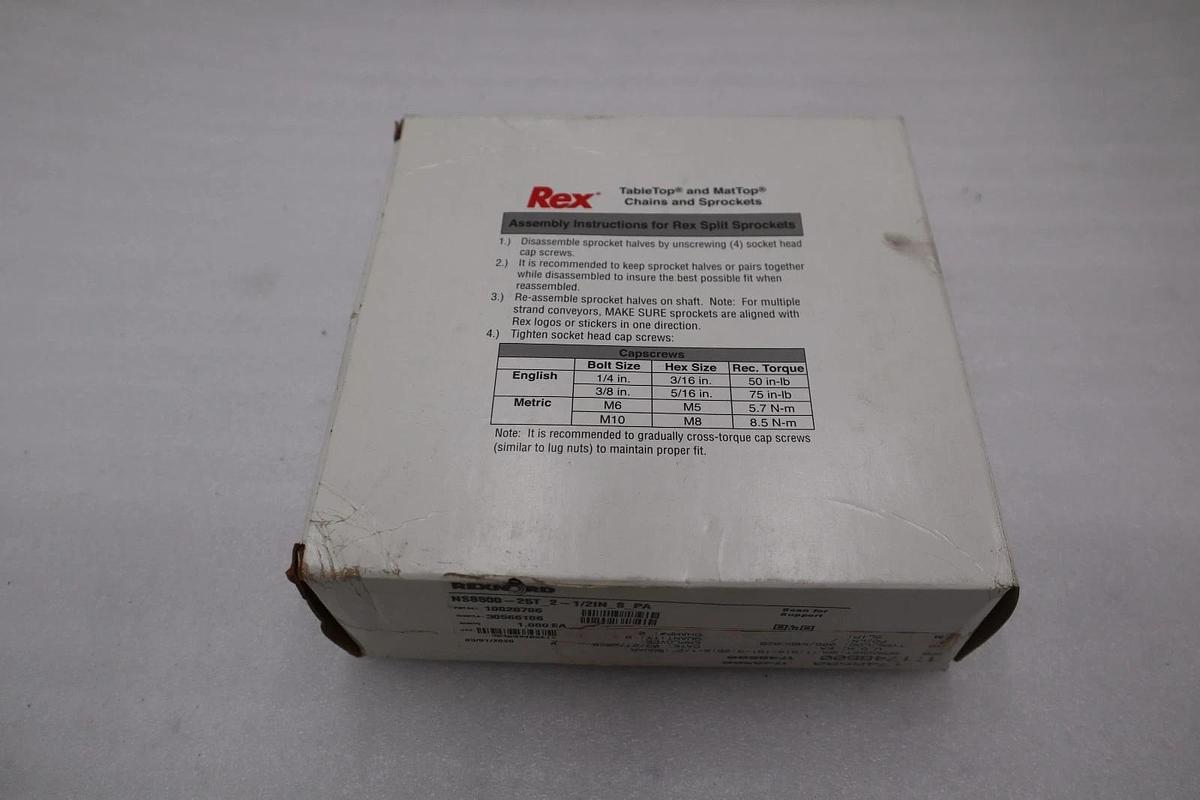 Rex TableTop® and MatTop®
Chains and Sprockets
Assembly Instructions for Rex Split Sprockets
1.) Disassemble sprocket halves by unscrewing (4) socket head
cap screws.
2.) It is recommended to keep sprocket halves or pairs together
while disassembled to insure the best possible fit when
reassembled.
3.) Re-assemble sprocket halves on shaft. Note: For multiple
strand conveyors, MAKE SURE sprockets are aligned with
Rex logos or stickers in one direction.
4.) Tighten socket head cap screws:
Capscrews
Bolt Size Hex Size Rec. Torque
English 1/4 in. 3/16 in. 50 in-lb
3/8 in. 5/16 in. 75 in-lb
Metric M6 M5 5.7 N-m
M10 M8 8.5 N-m
Note: It is recommended to gradually cross-torque cap screws
(similar to lug nuts) to maintain proper fit.
REXNORD
NS8500-25T_2-1/2IN_S_PA
Scan for
Support
10028706
30566106
1.000 EA